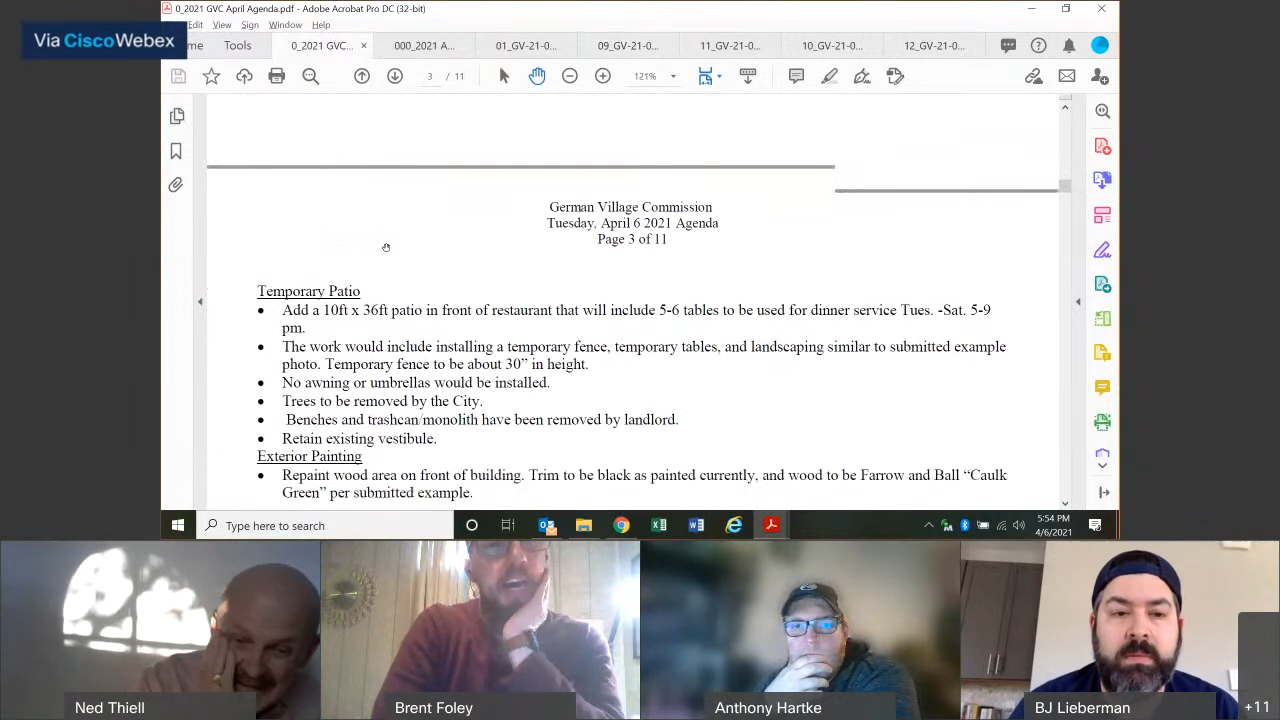 0_2021 GVC April Agenda.pdf - Adobe Acrobat Pro DC (32-bit)
Edit View Sign Window Help
Via Cisco Webex
Home Tools 0_2021 GVC... × 00_2021 A... 01_GV-21-0... 09_GV-21-0... 11_GV-21-0... 10_GV-21-0... 12_GV-21-0...
3 / 11 121%
German Village Commission
Tuesday, April 6 2021 Agenda
Page 3 of 11
Temporary Patio
• Add a 10ft x 36ft patio in front of restaurant that will include 5-6 tables to be used for dinner service Tues. -Sat. 5-9
pm.
• The work would include installing a temporary fence, temporary tables, and landscaping similar to submitted example
photo. Temporary fence to be about 30” in height.
• No awning or umbrellas would be installed.
• Trees to be removed by the City.
• Benches and trashcan/monolith have been removed by landlord.
• Retain existing vestibule.
Exterior Painting
• Repaint wood area on front of building. Trim to be black as painted currently, and wood to be Farrow and Ball “Caulk
Green” per submitted example.
Type here to search
5:54 PM
4/6/2021
Ned Thiell
Brent Foley
Anthony Hartke
BJ Lieberman
+11